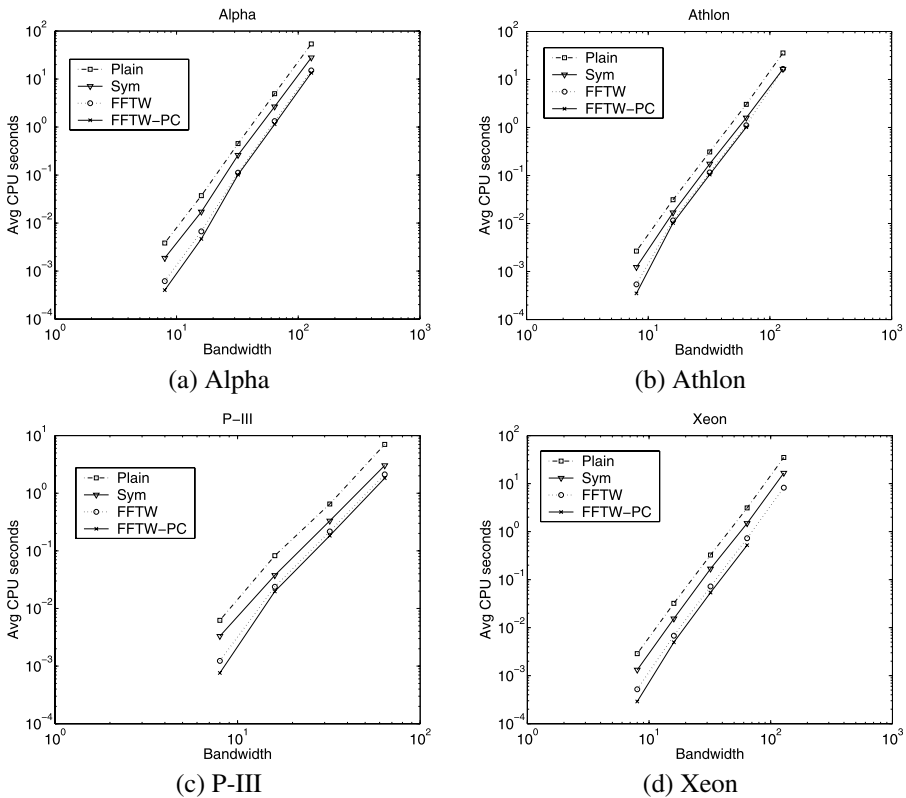 Alpha
10^2
10^1
10^0
10^-1
10^-2
10^-3
10^-4
Avg CPU seconds
Plain
Sym
FFTW
FFTW-PC
10^0
10^1
10^2
10^3
Bandwidth
(a) Alpha
Athlon
10^2
10^1
10^0
10^-1
10^-2
10^-3
10^-4
Avg CPU seconds
Plain
Sym
FFTW
FFTW-PC
10^0
10^1
10^2
10^3
Bandwidth
(b) Athlon
P-III
10^1
10^0
10^-1
10^-2
10^-3
10^-4
Avg CPU seconds
Plain
Sym
FFTW
FFTW-PC
10^0
10^1
10^2
Bandwidth
(c) P-III
Xeon
10^2
10^1
10^0
10^-1
10^-2
10^-3
10^-4
Avg CPU seconds
Plain
Sym
FFTW
FFTW-PC
10^0
10^1
10^2
10^3
Bandwidth
(d) Xeon